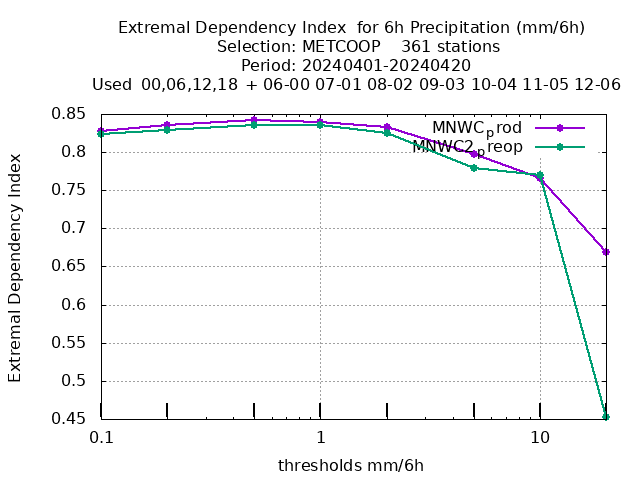 Extremal Dependency Index  for 6h Precipitation (mm/6h)
Selection: METCOOP    361 stations
Period: 20240401-20240420
Used  00,06,12,18  + 06-00 07-01 08-02 09-03 10-04 11-05 12-06
MNWC_prod
MNWC2_preop
0.85
0.8
0.75
0.7
0.65
0.6
0.55
0.5
0.45
Extremal Dependency Index
0.1 1 10
thresholds mm/6h